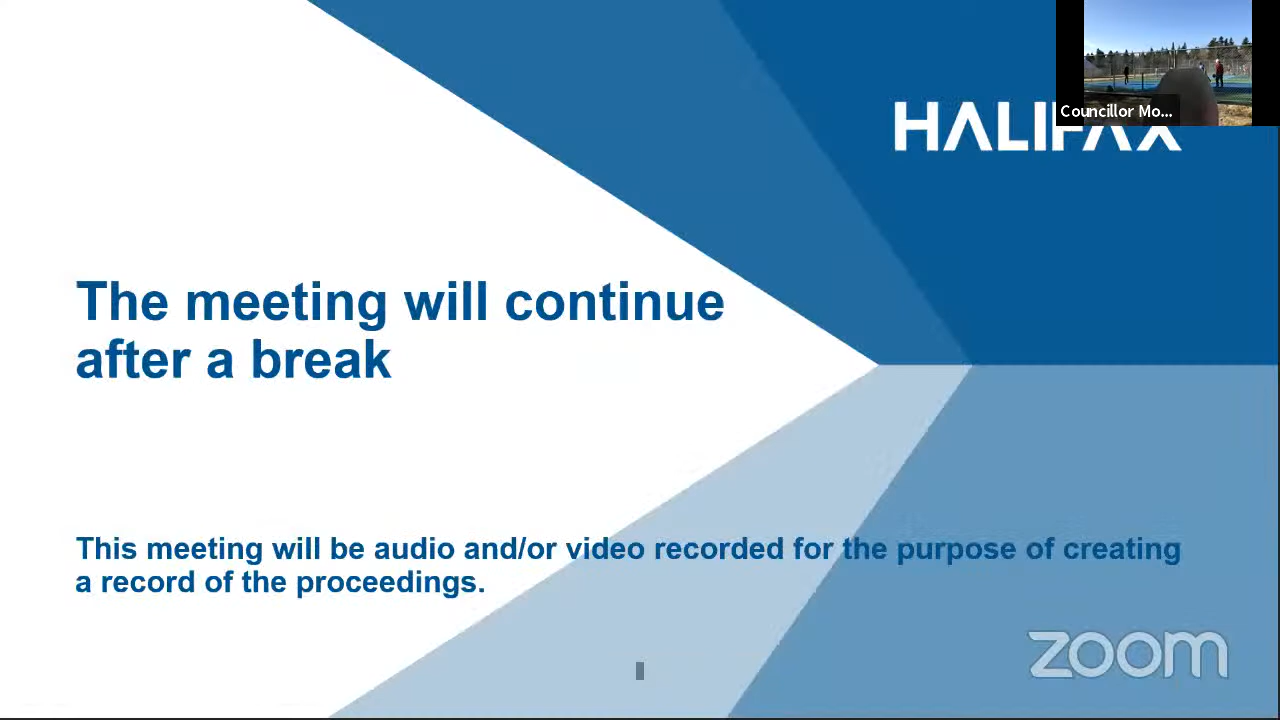 Councillor Mo...
HALIFAX
The meeting will continue
after a break
This meeting will be audio and/or video recorded for the purpose of creating
a record of the proceedings.
zoom